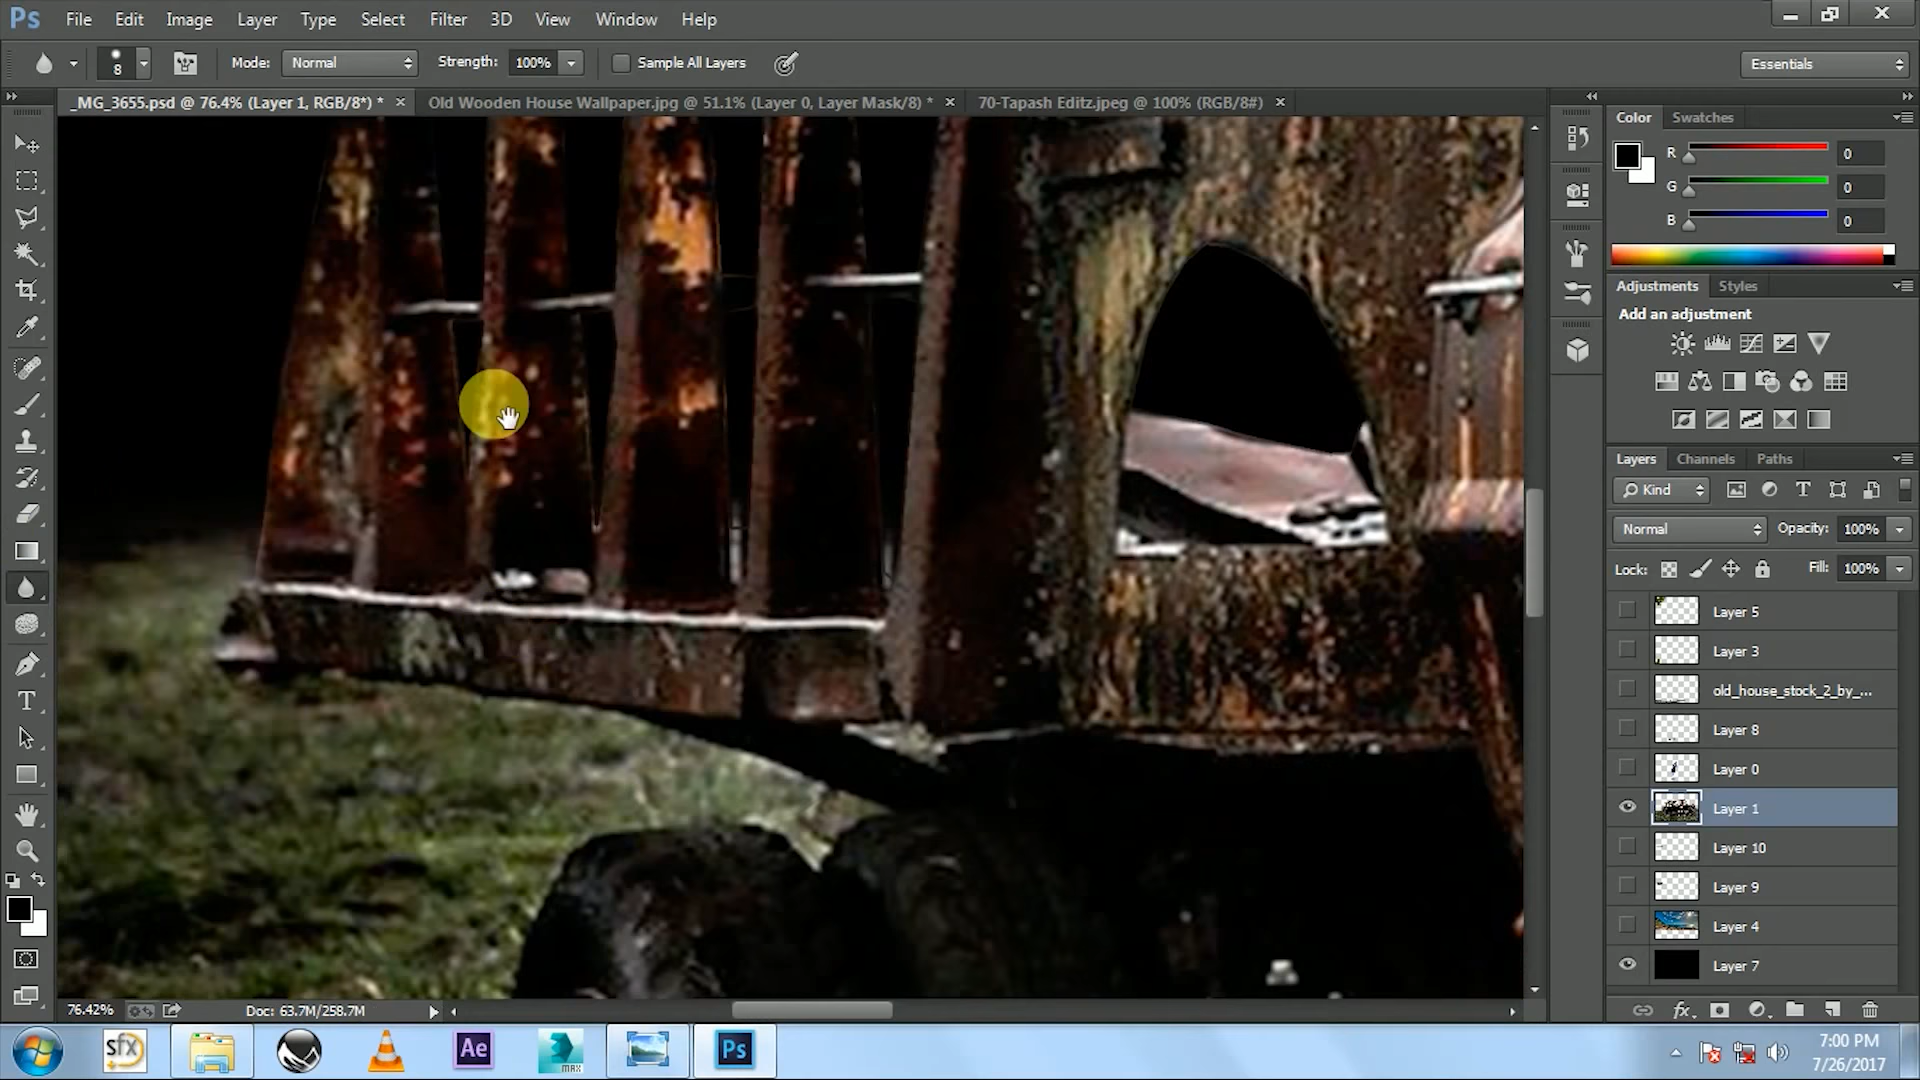 Ps File Edit Image Layer Type Select Filter 3D View Window Help
8 Mode: Normal Strength: 100% Sample All Layers Essentials
_MG_3655.psd @ 76.4% (Layer 1, RGB/8*) * Old Wooden House Wallpaper.jpg @ 51.1% (Layer 0, Layer Mask/8) * 70-Tapash Editz.jpeg @ 100% (RGB/8#)
Color Swatches
R 0
G 0
B 0
Adjustments Styles
Add an adjustment
Layers Channels Paths
Kind
Normal Opacity: 100%
Lock: Fill: 100%
Layer 5
Layer 3
old_house_stock_2_by_...
Layer 8
Layer 0
Layer 1
Layer 10
Layer 9
Layer 4
Layer 7
76.42% Doc: 63.7M/258.7M
sfx Ae MAX Ps
7:00 PM
7/26/2017